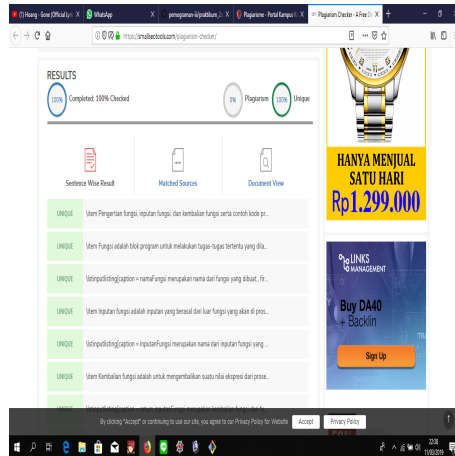 (1) Hoang - Gone (Official Lyric
WhatsApp
Plagiarisme - Portal Kampus
Plagiarism Checker - A Free On
https://smallseotools.com/plagiarism-checker/
RESULTS
100% Completed: 100% Checked
0% Plagiarism 100% Unique
Sentence Wise Result Matched Sources Document View
UNIQUE \item Pengertian fungsi, inputan fungsi, dan kembalian fungsi serta contoh kode pr...
UNIQUE \item Fungsi adalah blok program untuk melakukan tugas-tugas tertentu yang dila...
UNIQUE \lstinputlisting[caption = namaFungsi merupakan nama dari fungsi yang dibuat., fir...
UNIQUE \item Inputan fungsi adalah inputan yang berasal dari luar fungsi yang akan di pros...
UNIQUE \lstinputlisting[caption = inputanFungsi merupakan nama dari inputan fungsi yang ...
UNIQUE \item Kembalian fungsi adalah untuk mengembalikan suatu nilai ekspresi dari prose...
By clicking "Accept" or continuing to use our site, you agree to our Privacy Policy for Website Accept Privacy Policy
HANYA MENJUAL
SATU HARI
Rp1.299.000
LINKS
MANAGEMENT
Buy DA40
+ Backlin
Sign Up
22:38
11/03/2019